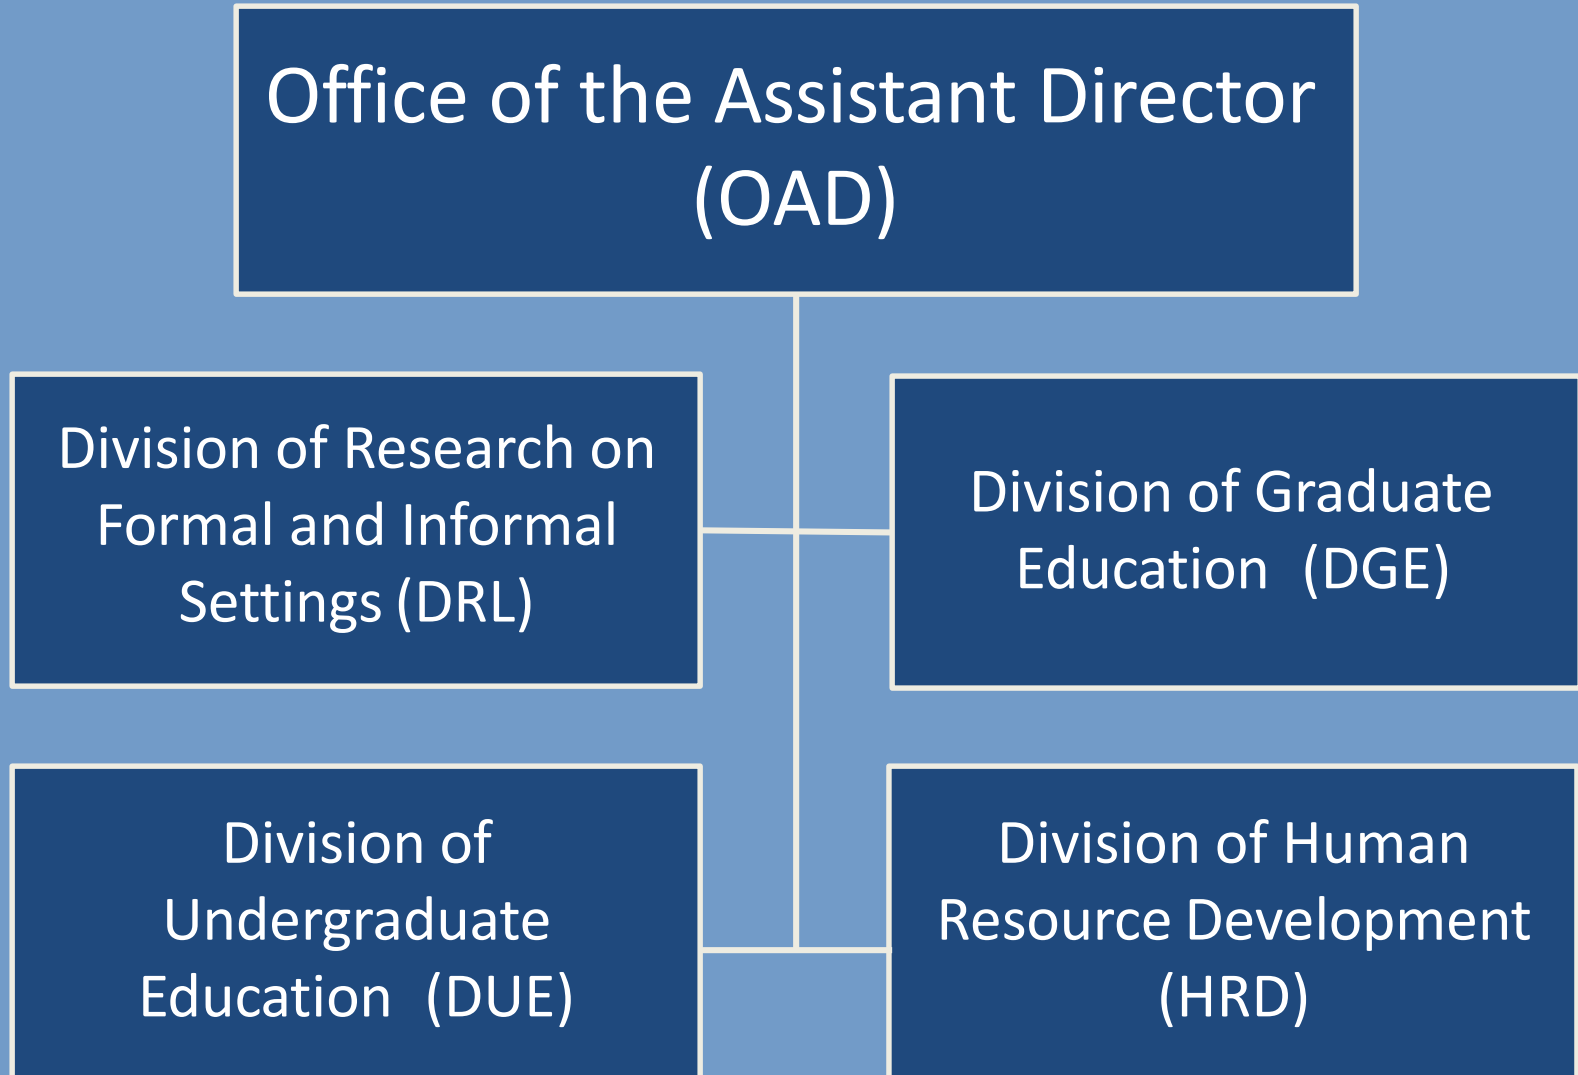 Office of the Assistant Director
(OAD)
Division of Research on
Formal and Informal
Settings (DRL)
Division of Graduate
Education (DGE)
Division of
Undergraduate
Education (DUE)
Division of Human
Resource Development
(HRD)